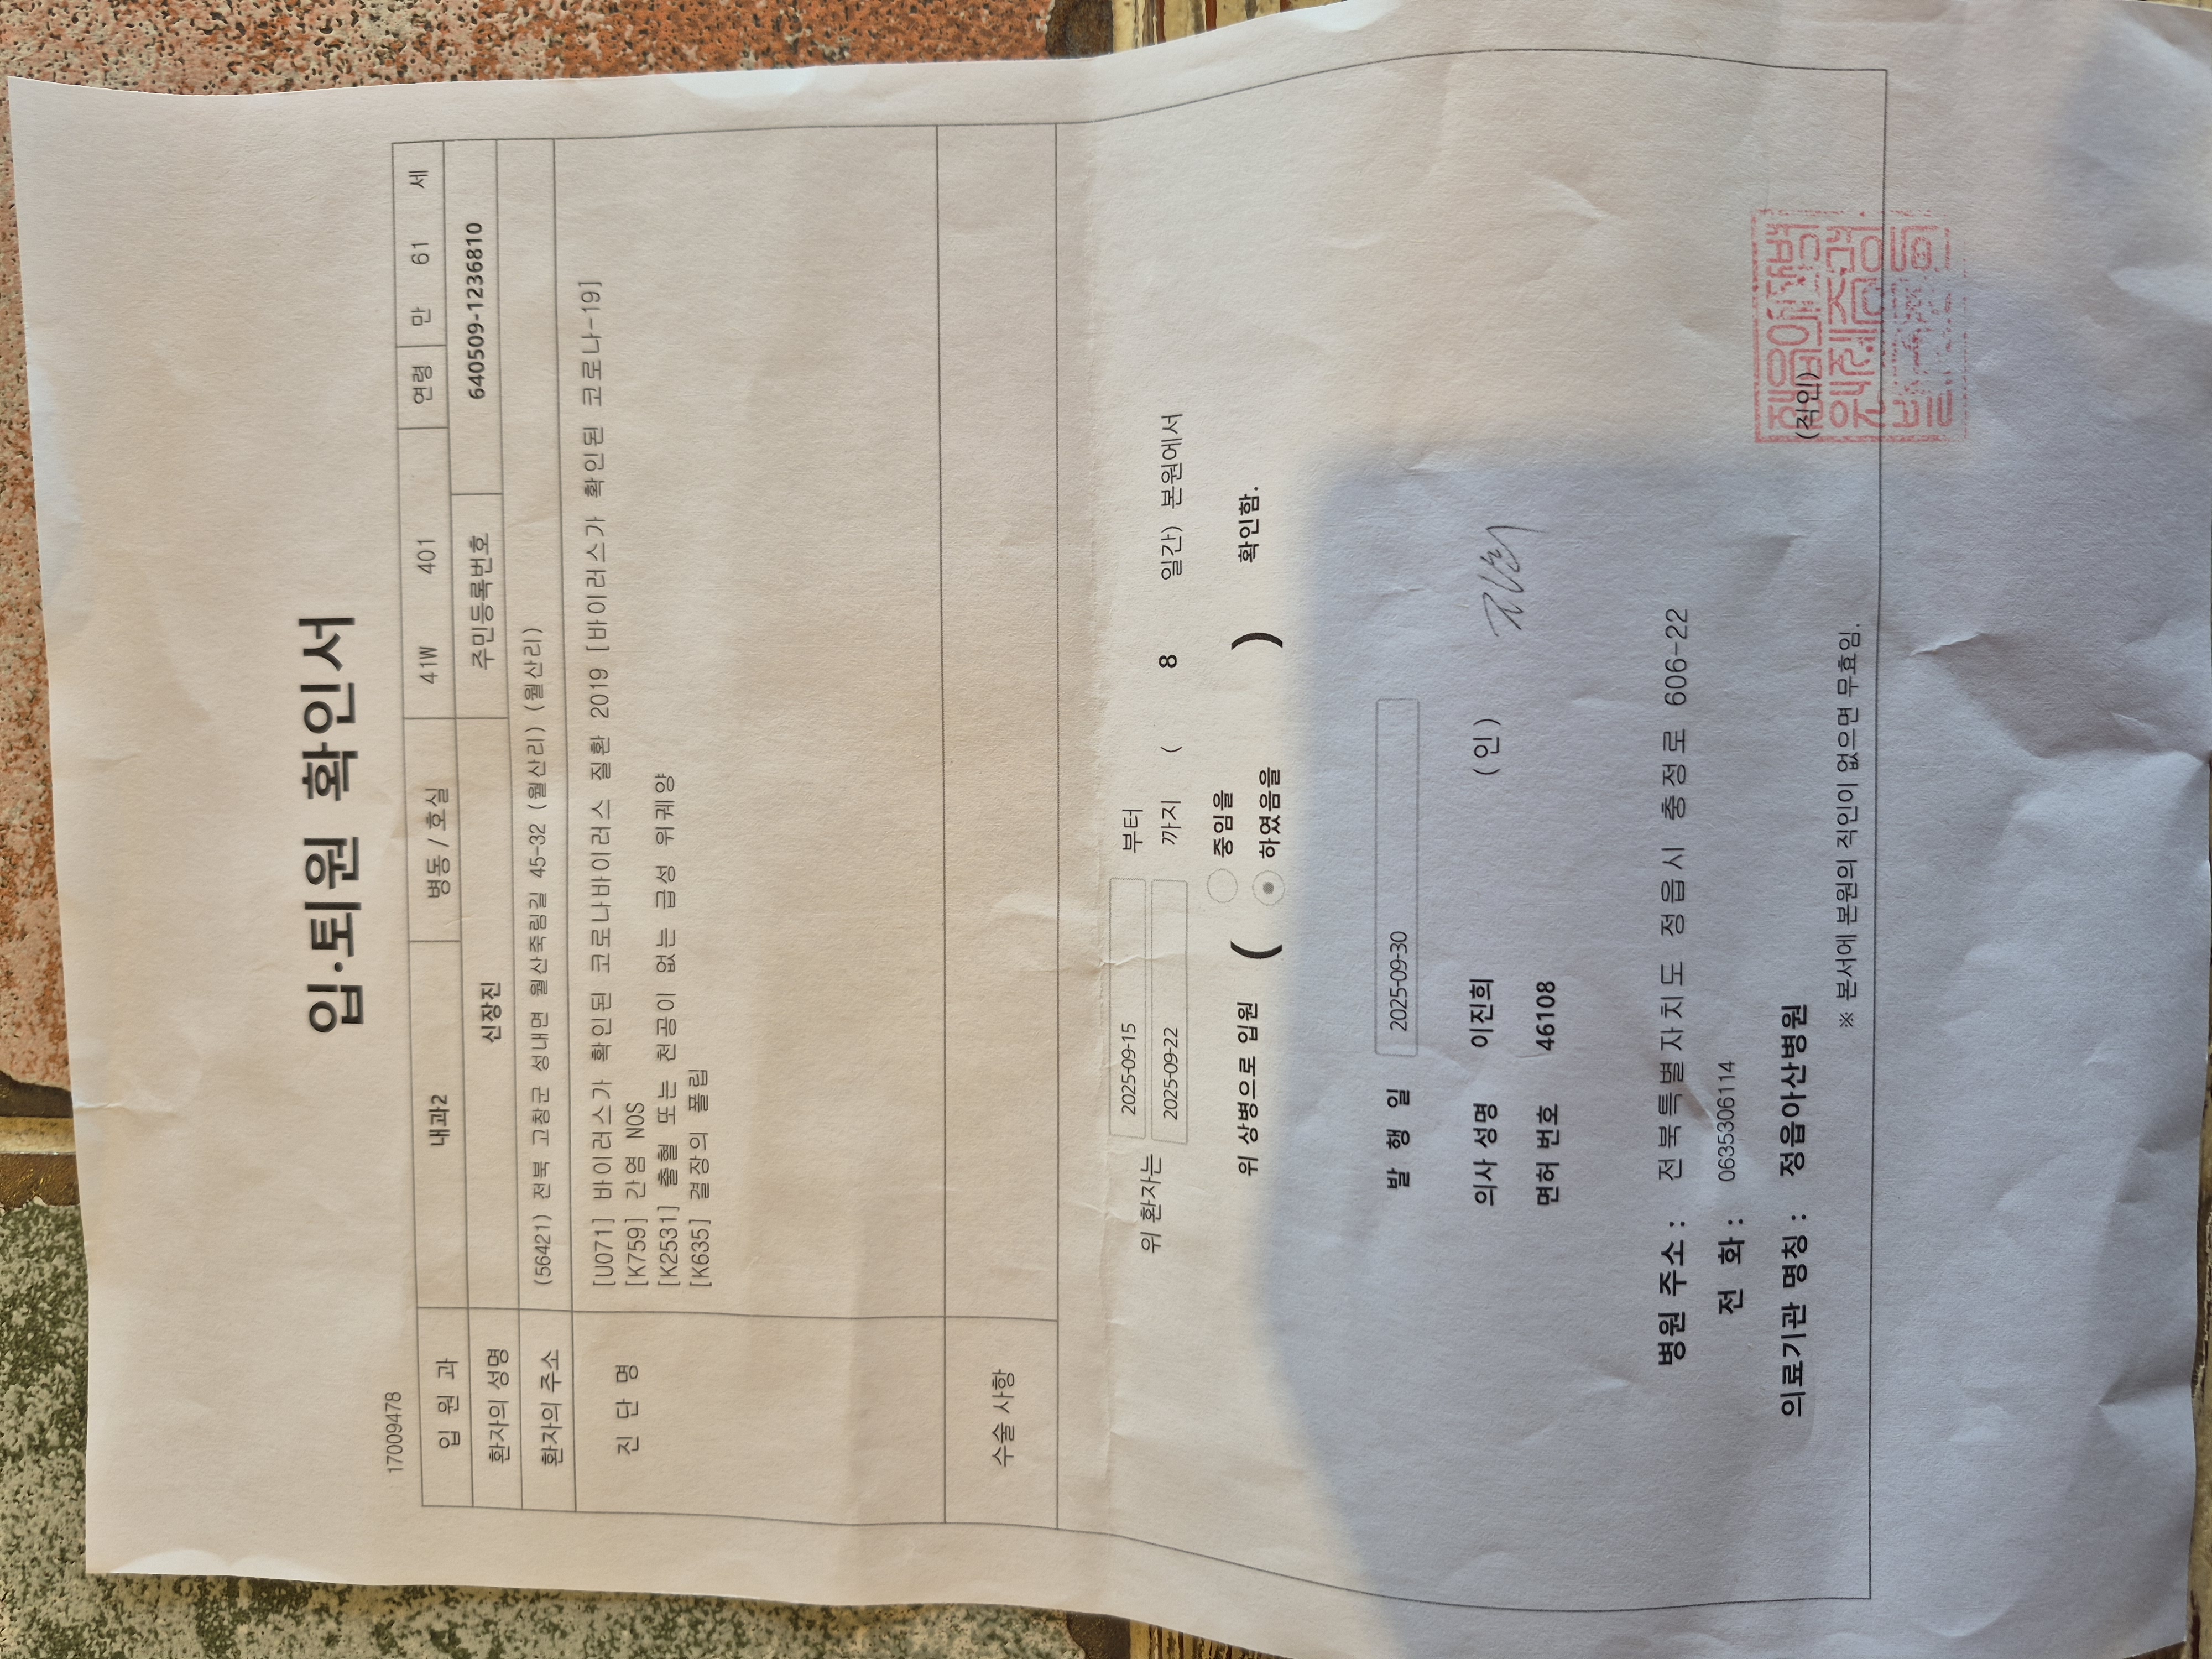 입·퇴원 확인서
17009478
입 원 과 내과2 병동 / 호실 41W 401 연령 만 61 세
환자의 성명 신장진 주민등록번호 640509-1236810
환자의 주소 (56421) 전북 고창군 성내면 월산죽림길 45-32 (월산리) (월산리)
진 단 명
[U071] 바이러스가 확인된 코로나바이러스 질환 2019 [바이러스가 확인된 코로나-19]
[K759] 간염 NOS
[K2531] 출혈 또는 천공이 없는 급성 위궤양
[K635] 결장의 폴립
수술 사항
위 환자는 2025-09-15 부터
2025-09-22 까지 ( 8 일간) 본원에서
위 상병으로 입원 ( 중임을
하였음을 ) 확인함.
발 행 일 2025-09-30
의사 성명 이진희 (인)
면허 번호 46108
병원 주소 : 전북특별자치도 정읍시 충정로 606-22
전 화 : 0635306114
의료기관 명칭 : 정읍아산병원 (직인)
※ 본서에 본원의 직인이 없으면 무효임.